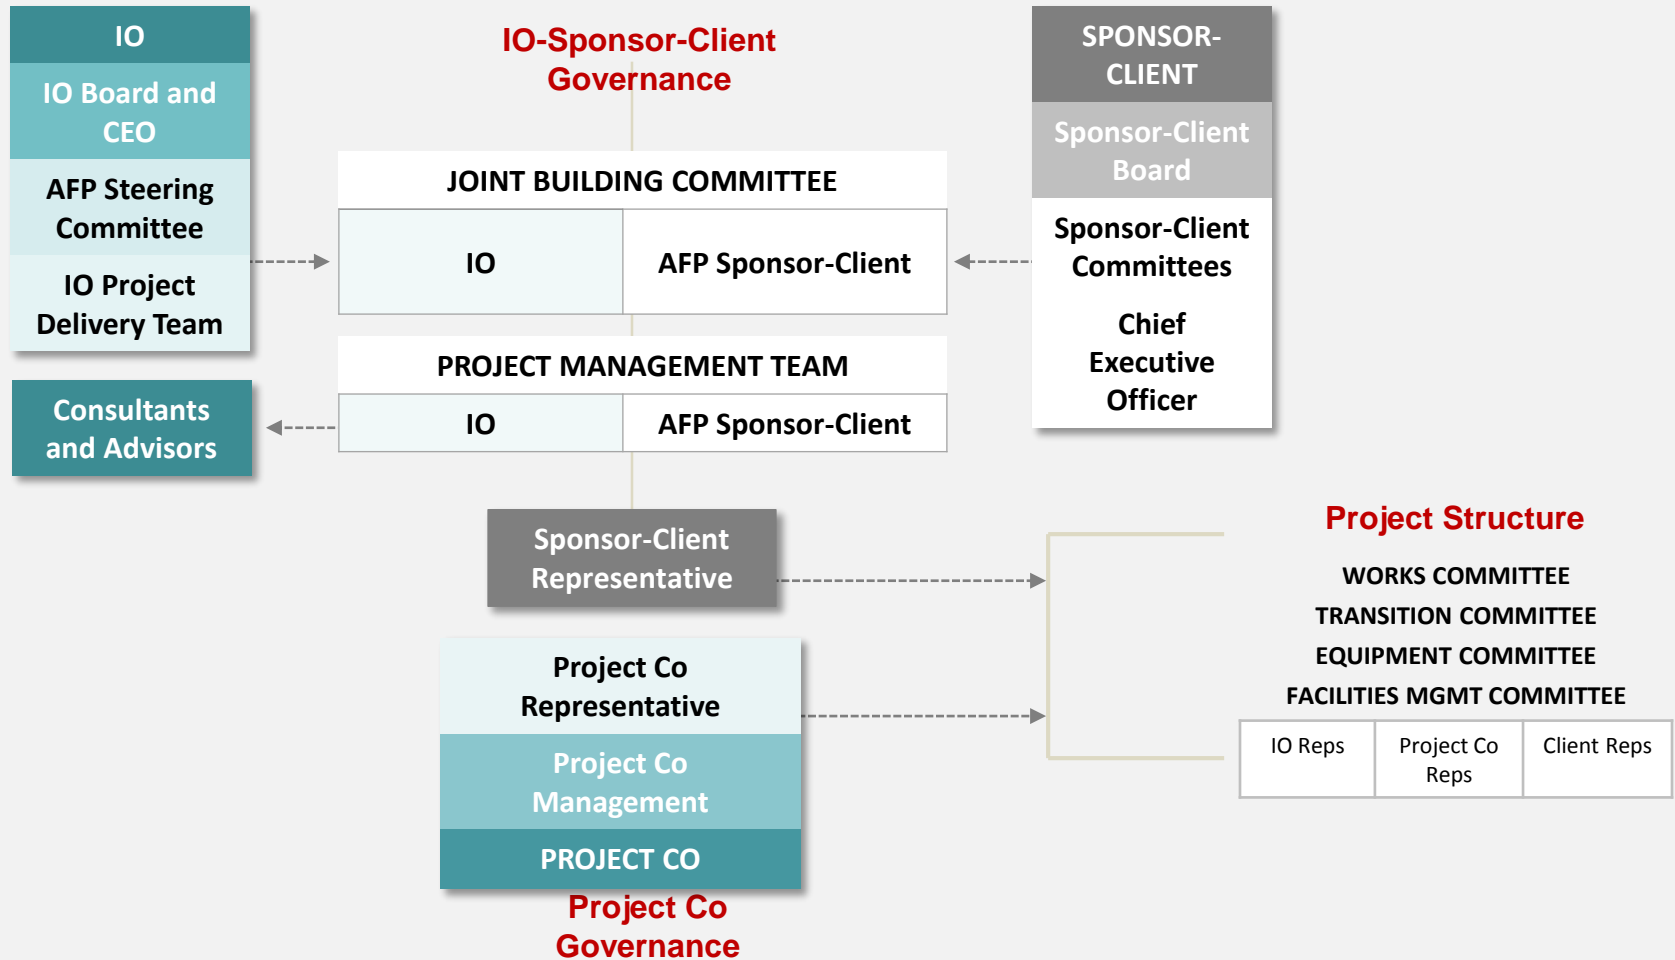 IO
IO Board and
CEO
AFP Steering
Committee
IO Project
Delivery Team
Consultants
and Advisors
IO-Sponsor-Client
Governance
JOINT BUILDING COMMITTEE
IO
AFP Sponsor-Client
PROJECT MANAGEMENT TEAM
IO
AFP Sponsor-Client
SPONSOR-
CLIENT
Sponsor-Client
Board
Sponsor-Client
Committees
Chief
Executive
Officer
Sponsor-Client
Representative
Project Co
Representative
Project Co
Management
PROJECT CO
Project Co
Governance
Project Structure
WORKS COMMITTEE
TRANSITION COMMITTEE
EQUIPMENT COMMITTEE
FACILITIES MGMT COMMITTEE
IO Reps
Project Co
Reps
Client Reps